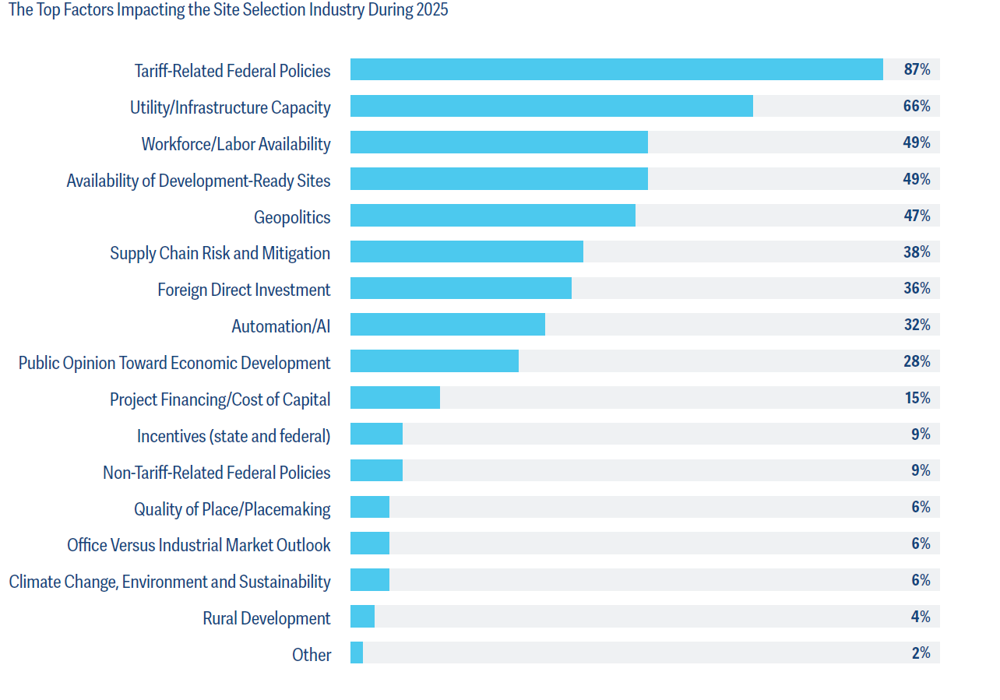 The Top Factors Impacting the Site Selection Industry During 2025
Tariff-Related Federal Policies 87%
Utility/Infrastructure Capacity 66%
Workforce/Labor Availability 49%
Availability of Development-Ready Sites 49%
Geopolitics 47%
Supply Chain Risk and Mitigation 38%
Foreign Direct Investment 36%
Automation/AI 32%
Public Opinion Toward Economic Development 28%
Project Financing/Cost of Capital 15%
Incentives (state and federal) 9%
Non-Tariff-Related Federal Policies 9%
Quality of Place/Placemaking 6%
Office Versus Industrial Market Outlook 6%
Climate Change, Environment and Sustainability 6%
Rural Development 4%
Other 2%